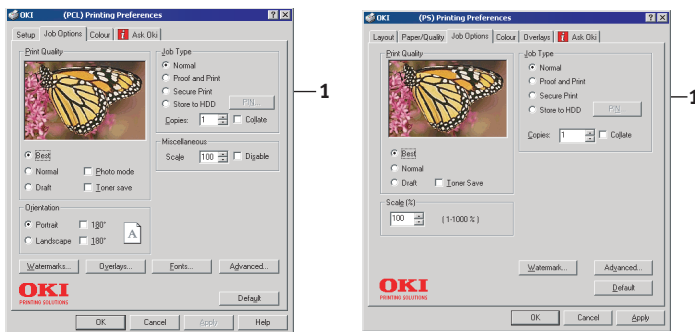 OKI (PCL) Printing Preferences
Setup Job Options Colour Ask Oki
Print Quality
Best
Normal
Photo mode
Draft
Toner save
Orientation
Portrait
180°
Landscape
180°
A
Job Type
Normal
Proof and Print
Secure Print
Store to HDD
PIN...
Copies: 1 Collate
Miscellaneous
Scale 100 Disable
Watermarks... Overlays... Fonts... Advanced...
OKI
PRINTING SOLUTIONS
Default
OK Cancel Apply Help
1
OKI (PS) Printing Preferences
Layout Paper/Quality Job Options Colour Overlays Ask Oki
Print Quality
Best
Normal
Draft
Toner Save
Scale (%)
100 (1-1000 %)
Job Type
Normal
Proof and Print
Secure Print
Store to HDD
PIN
Copies: 1 Collate
Watermark... Advanced...
OKI
PRINTING SOLUTIONS
Default
OK Cancel Apply
1